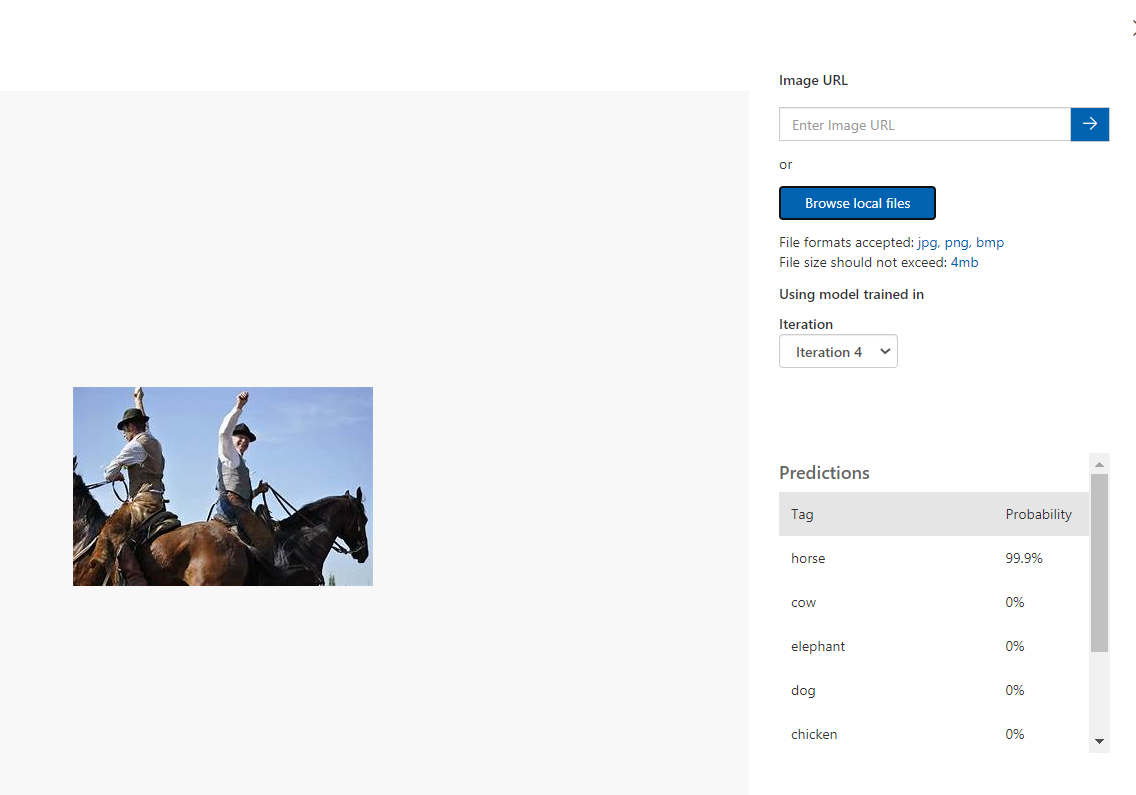 Image URL
Enter Image URL
or
Browse local files
File formats accepted: jpg, png, bmp
File size should not exceed: 4mb
Using model trained in
Iteration
Iteration 4
Predictions
Tag Probability
horse 99.9%
cow 0%
elephant 0%
dog 0%
chicken 0%